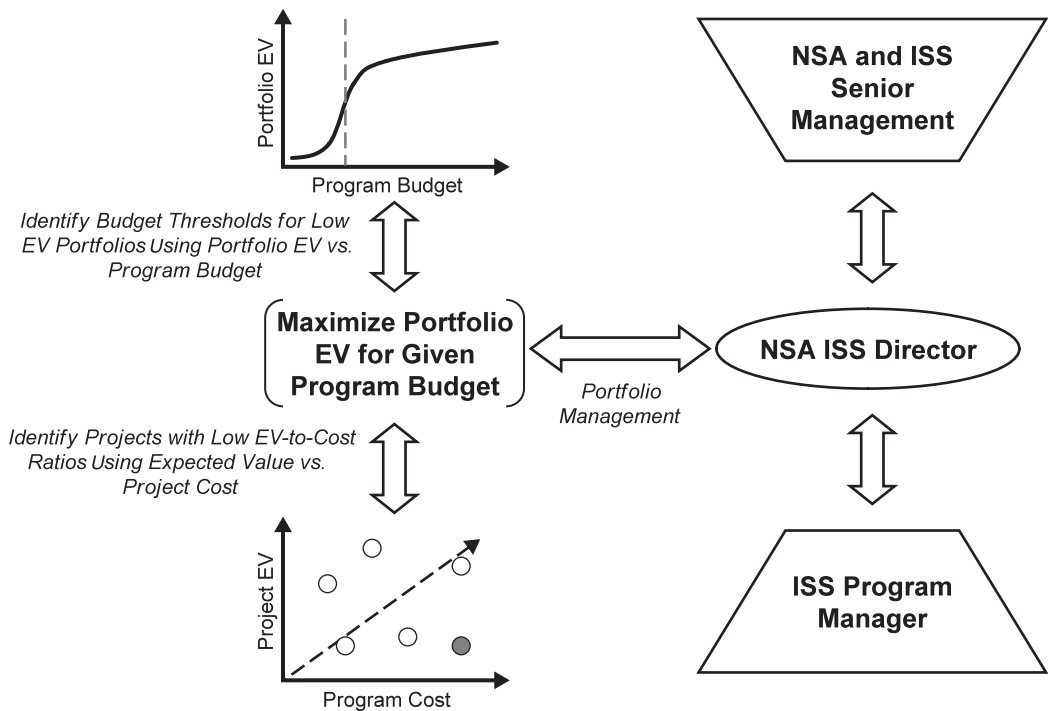 Portfolio EV
Program Budget
NSA and ISS
Senior
Management
Identify Budget Thresholds for Low
EV Portfolios Using Portfolio EV vs.
Program Budget
Maximize Portfolio
EV for Given
Program Budget
Portfolio
Management
NSA ISS Director
Identify Projects with Low EV-to-Cost
Ratios Using Expected Value vs.
Project Cost
Project EV
Program Cost
ISS Program
Manager